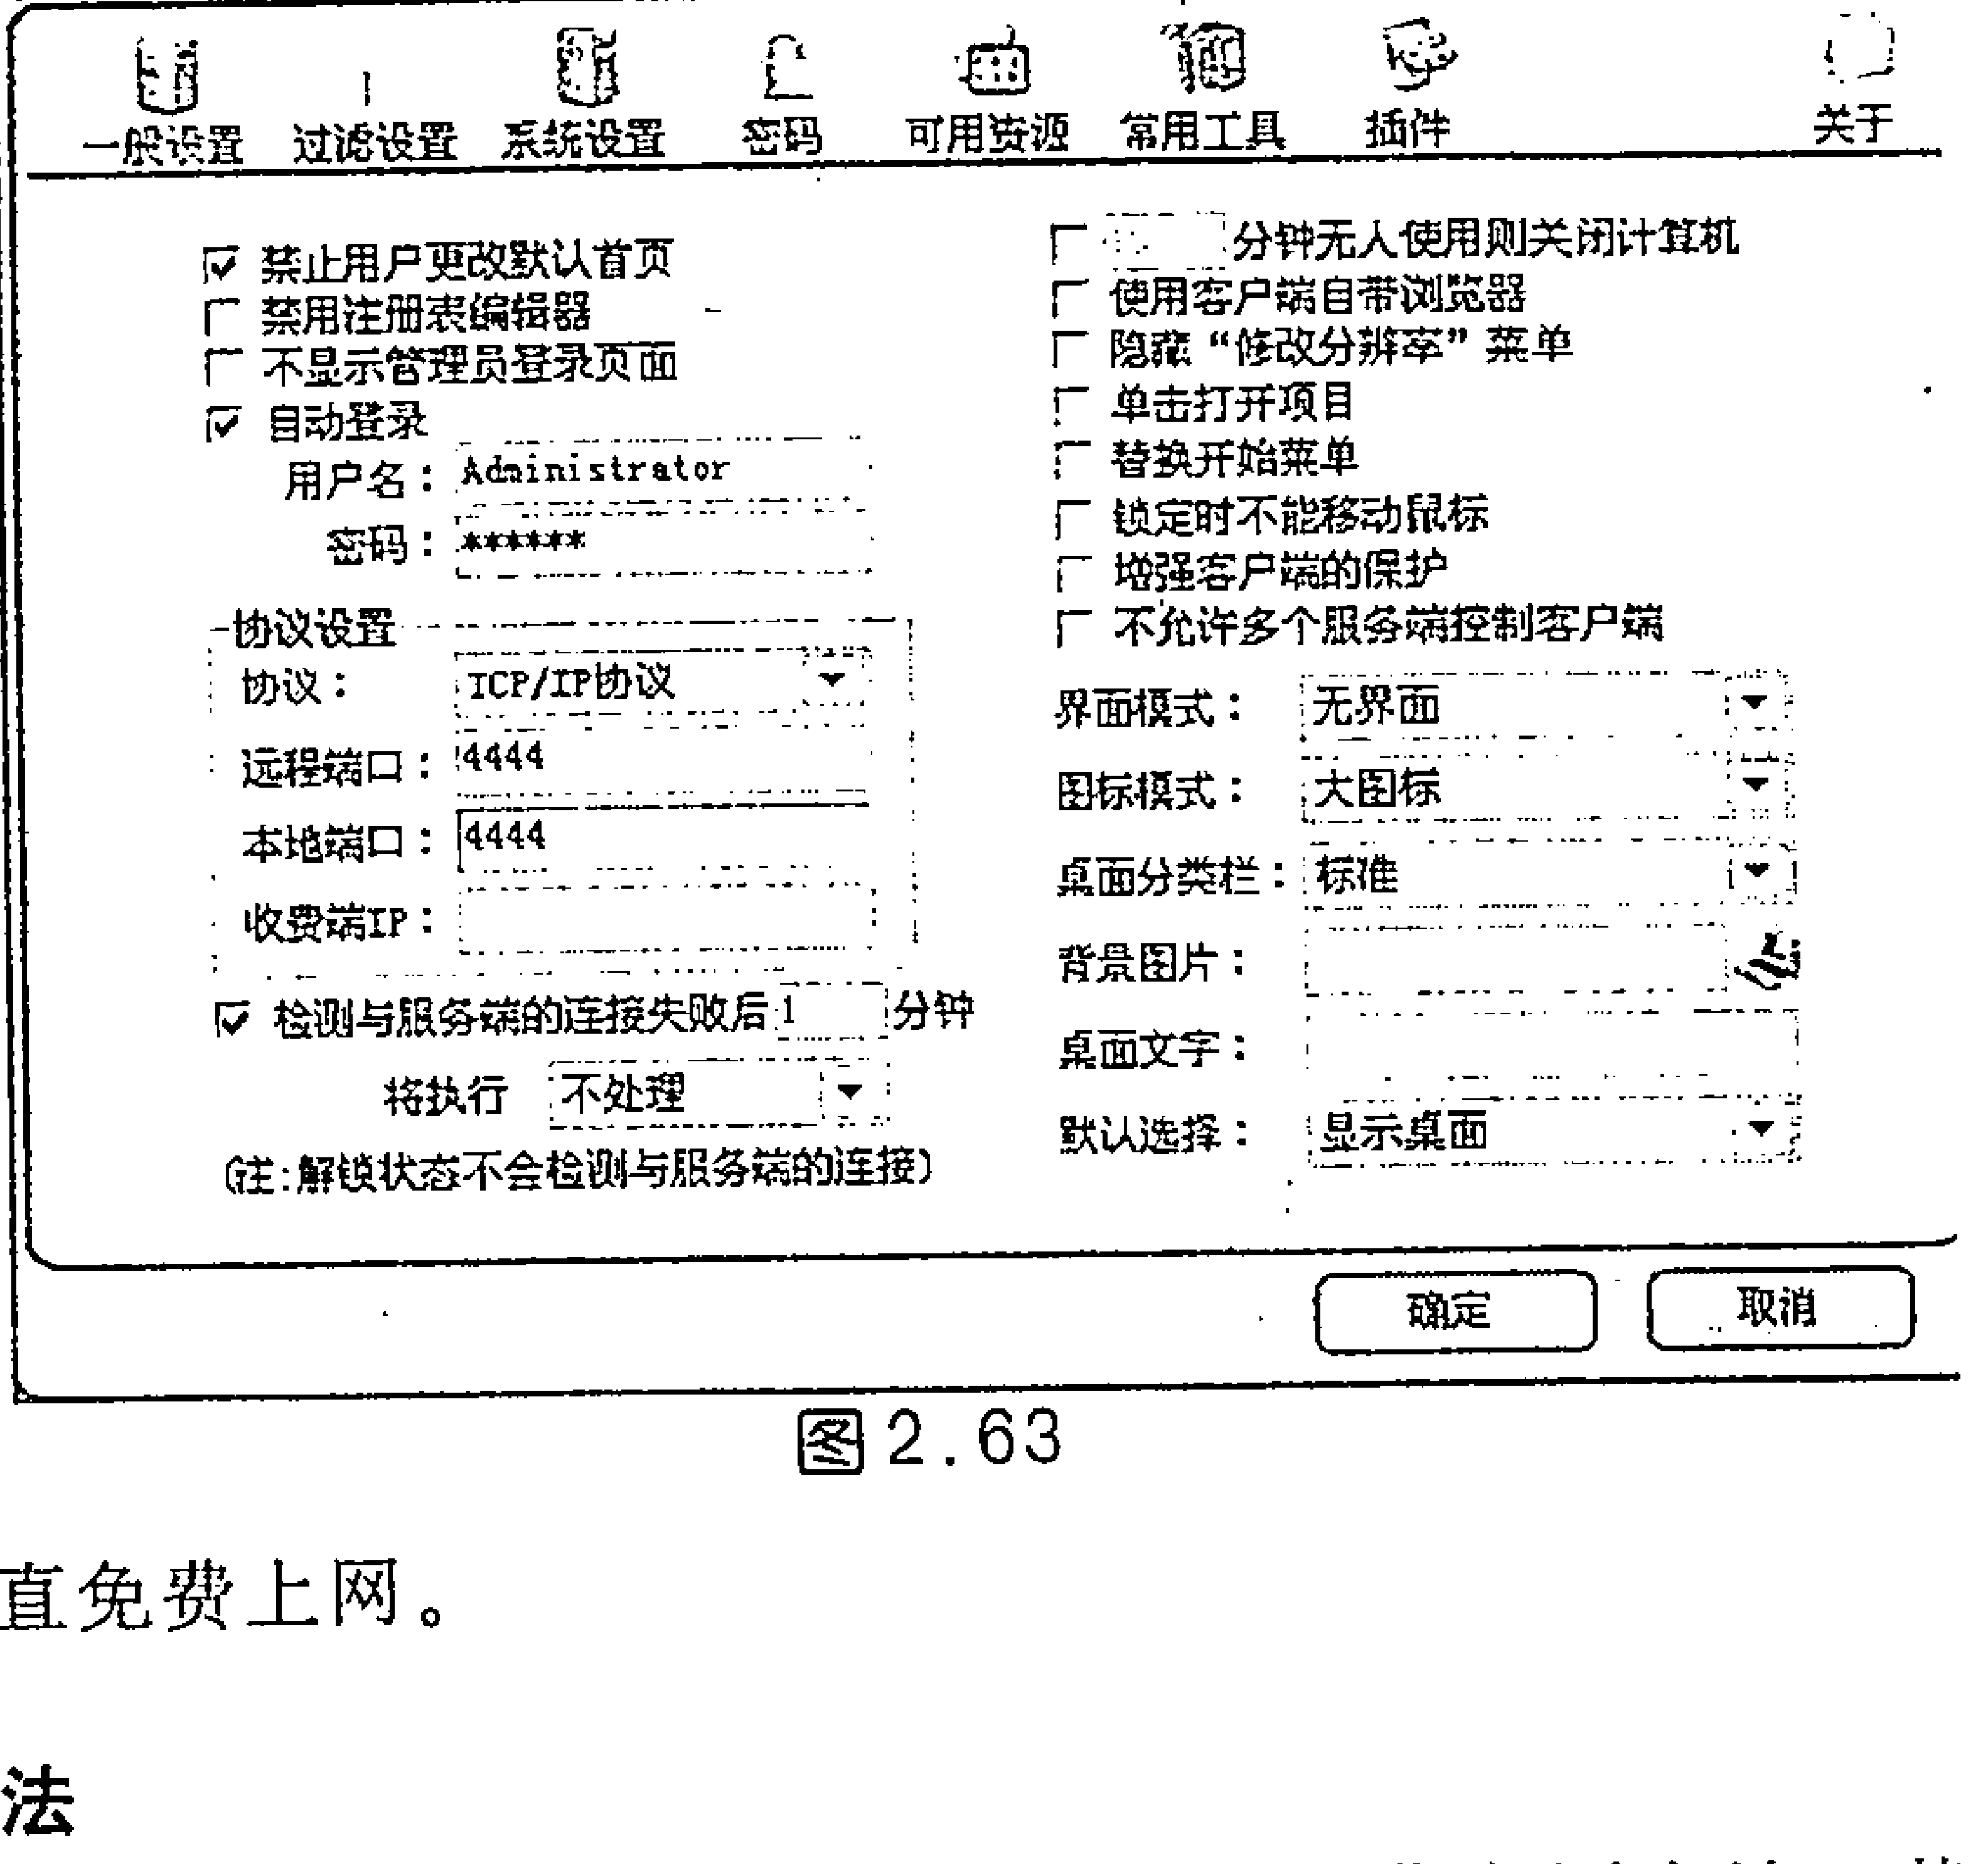 一般设置 过滤设置 系统设置 密码 可用资源 常用工具 插件 关于
禁止用户更改默认首页
禁用注册表编辑器
不显示管理员登录页面
自动登录
用户名：Administrator
密码：******
协议设置
协议：TCP/IP协议
远程端口：4444
本地端口：4444
收费端IP：
检测与服务端的连接失败后1分钟
将执行 不处理
(注:解锁状态不会检测与服务端的连接)
分钟无人使用则关闭计算机
使用客户端自带浏览器
隐藏“修改分辨率”菜单
单击打开项目
替换开始菜单
锁定时不能移动鼠标
增强客户端的保护
不允许多个服务端控制客户端
界面模式：无界面
图标模式：大图标
桌面分类栏：标准
背景图片：
桌面文字：
默认选择：显示桌面
确定 取消
图2.63
直免费上网。
法